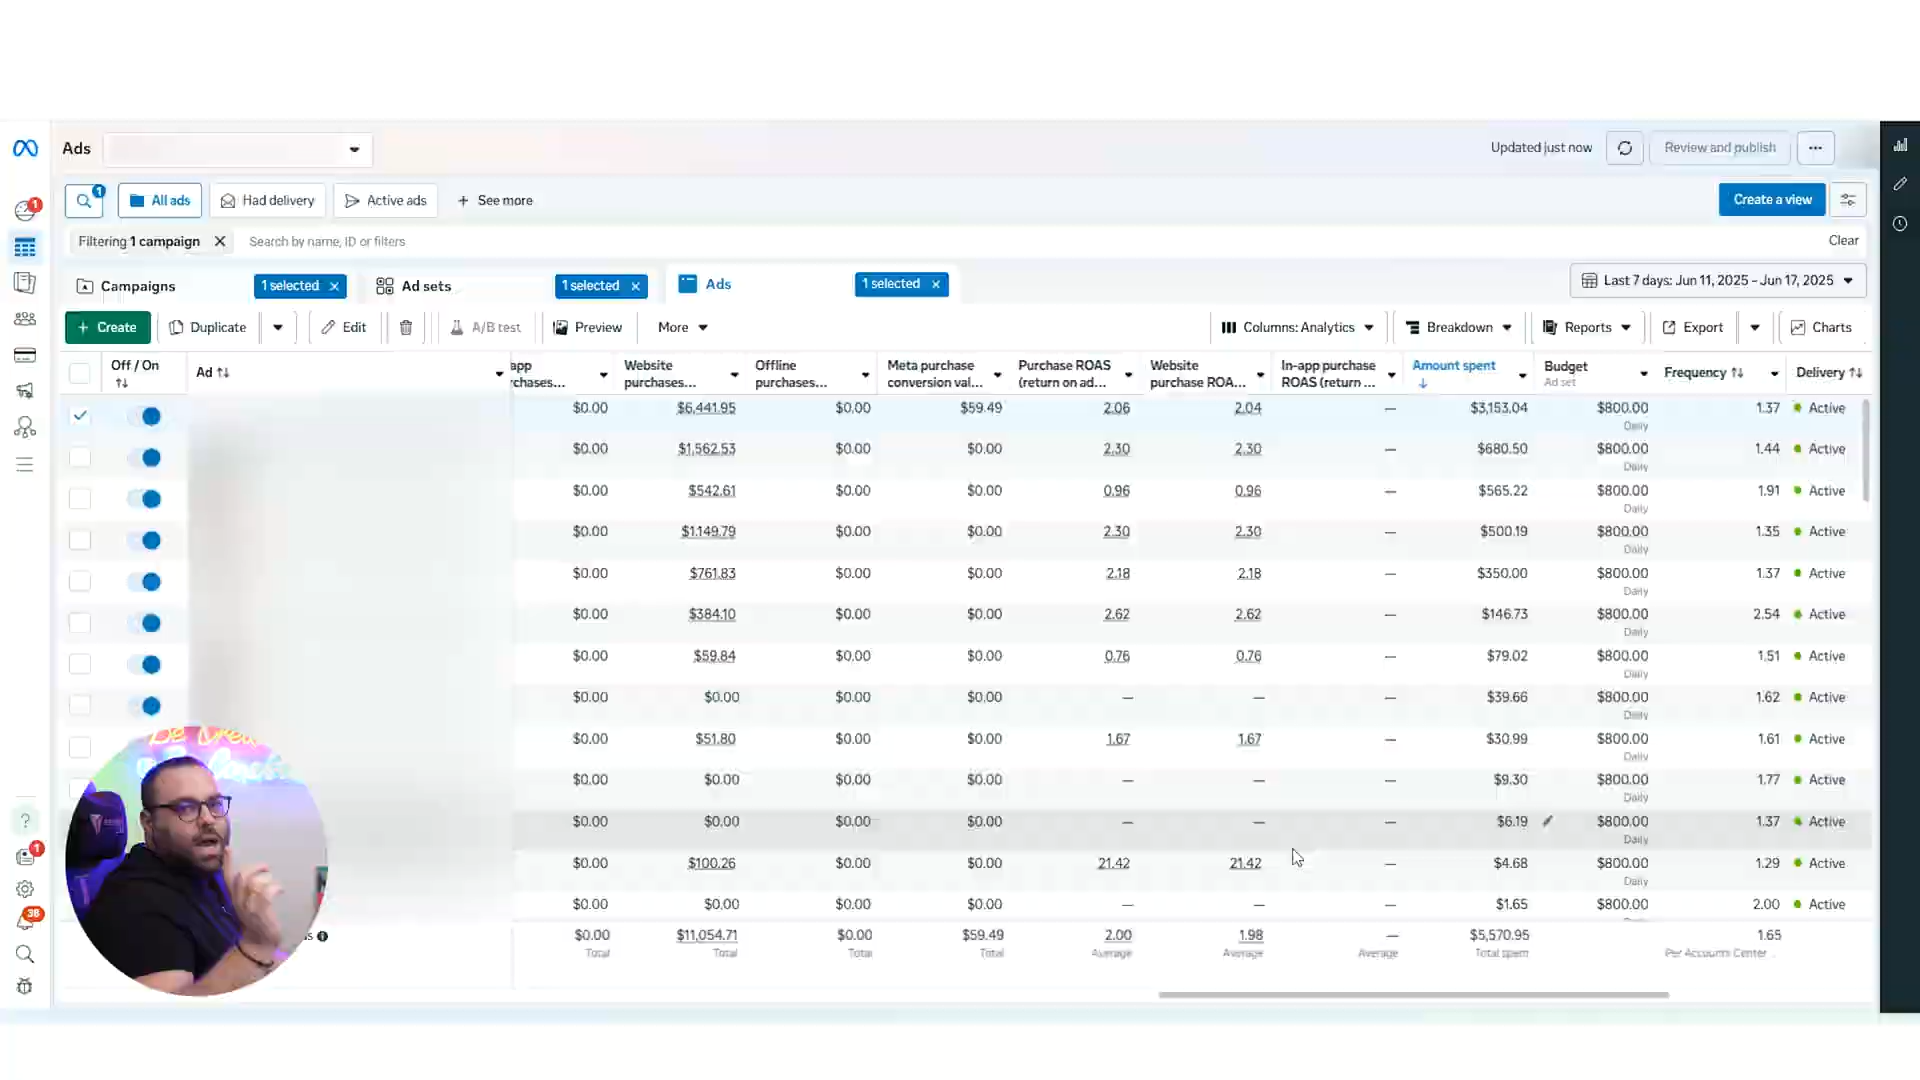 Ads
Updated just now
Review and publish
1
All ads
Had delivery
Active ads
+ See more
Create a view
1
Filtering 1 campaign
Search by name, ID or filters
Clear
Campaigns
1 selected
Ad sets
1 selected
Ads
1 selected
Last 7 days: Jun 11, 2025 – Jun 17, 2025
+ Create
Duplicate
Edit
A/B test
Preview
More
Columns: Analytics
Breakdown
Reports
Export
Charts
Off / On
Ad
app
rchases...
Website
purchases...
Offline
purchases...
Meta purchase
conversion val...
Purchase ROAS
(return on ad...
Website
purchase ROA...
In-app purchase
ROAS (return ...
Amount spent
Budget
Ad set
Frequency
Delivery
$0.00 $6,441.95 $0.00 $59.49 2.06 2.04 — $3,153.04 $800.00 1.37 Active
Daily
$0.00 $1,562.53 $0.00 $0.00 2.30 2.30 — $680.50 $800.00 1.44 Active
Daily
$0.00 $542.61 $0.00 $0.00 0.96 0.96 — $565.22 $800.00 1.91 Active
Daily
$0.00 $1,149.79 $0.00 $0.00 2.30 2.30 — $500.19 $800.00 1.35 Active
Daily
$0.00 $761.83 $0.00 $0.00 2.18 2.18 — $350.00 $800.00 1.37 Active
Daily
$0.00 $384.10 $0.00 $0.00 2.62 2.62 — $146.73 $800.00 2.54 Active
Daily
$0.00 $59.84 $0.00 $0.00 0.76 0.76 — $79.02 $800.00 1.51 Active
Daily
$0.00 $0.00 $0.00 $0.00 — — — $39.66 $800.00 1.62 Active
Daily
$0.00 $51.80 $0.00 $0.00 1.67 1.67 — $30.99 $800.00 1.61 Active
Daily
$0.00 $0.00 $0.00 $0.00 — — — $9.30 $800.00 1.77 Active
Daily
$0.00 $0.00 $0.00 $0.00 — — — $6.19 $800.00 1.37 Active
Daily
$0.00 $100.26 $0.00 $0.00 21.42 21.42 — $4.68 $800.00 1.29 Active
Daily
$0.00 $0.00 $0.00 $0.00 — — — $1.65 $800.00 2.00 Active
s
$0.00 $11,054.71 $0.00 $59.49 2.00 1.98 — $5,570.95 1.65
Total Total Total Total Average Average Average Total spent Per Accounts Center ...
1
38